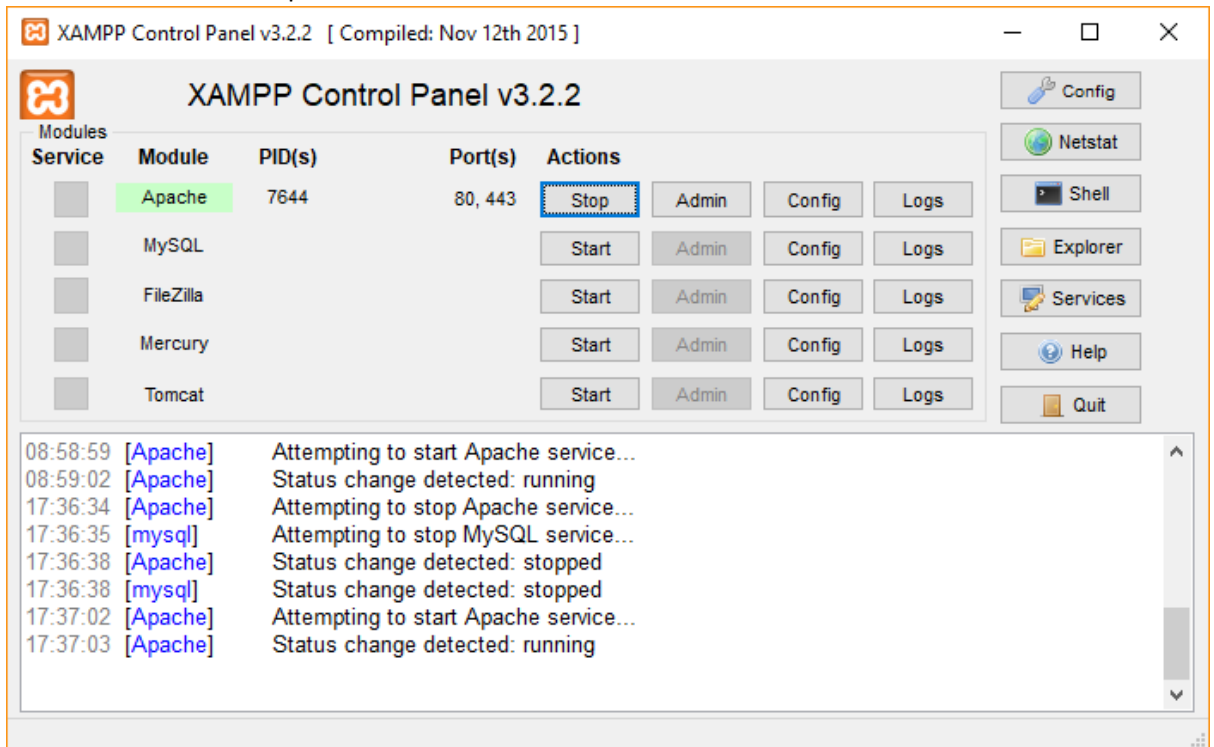 XAMPP Control Panel v3.2.2 [ Compiled: Nov 12th 2015 ]
XAMPP Control Panel v3.2.2
Config
Modules
Netstat
Service Module PID(s) Port(s) Actions
Apache 7644 80, 443 Stop Admin Config Logs
Shell
MySQL Start Admin Config Logs
Explorer
FileZilla Start Admin Config Logs
Services
Mercury Start Admin Config Logs
Help
Tomcat Start Admin Config Logs
Quit
08:58:59 [Apache] Attempting to start Apache service...
08:59:02 [Apache] Status change detected: running
17:36:34 [Apache] Attempting to stop Apache service...
17:36:35 [mysql] Attempting to stop MySQL service...
17:36:38 [Apache] Status change detected: stopped
17:36:38 [mysql] Status change detected: stopped
17:37:02 [Apache] Attempting to start Apache service...
17:37:03 [Apache] Status change detected: running